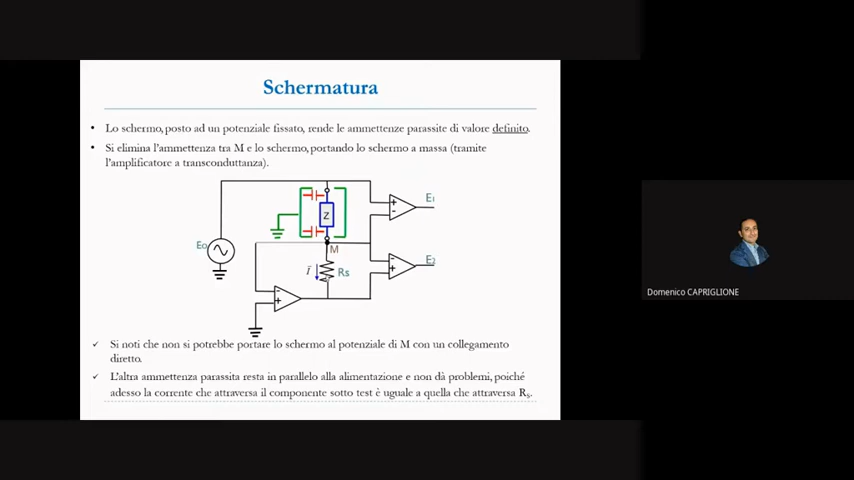 Schermatura
• Lo schermo, posto ad un potenziale fissato, rende le ammettenze parassite di valore definito.
• Si elimina l'ammettenza tra M e lo schermo, portando lo schermo a massa (tramite
l'amplificatore a transconduttanza).
E1
+
-
Z
E0
M
-
+
E2
I
Rs
-
+
✓ Si noti che non si potrebbe portare lo schermo al potenziale di M con un collegamento
diretto.
✓ L'altra ammettenza parassita resta in parallelo alla alimentazione e non dà problemi, poiché
adesso la corrente che attraversa il componente sotto test è uguale a quella che attraversa Rs.
Domenico CAPRIGLIONE